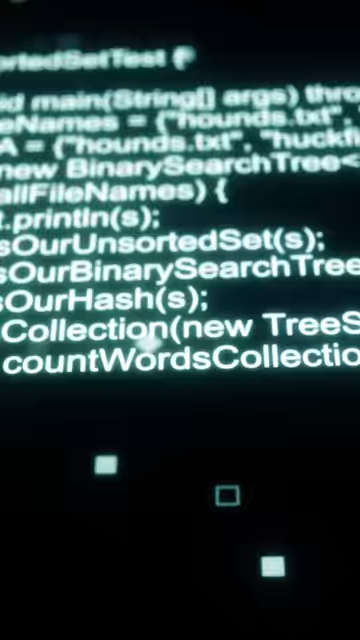 ortedSetTest {
id main(String[] args) thro
eNames = {"hounds.txt",
A = {"hounds.txt", "huckfi
new BinarySearchTree<
allFileNames) {
t.println(s);
sOurUnsortedSet(s);
sOurBinarySearchTree
sOurHash(s);
Collection(new TreeS
countWordsCollectio